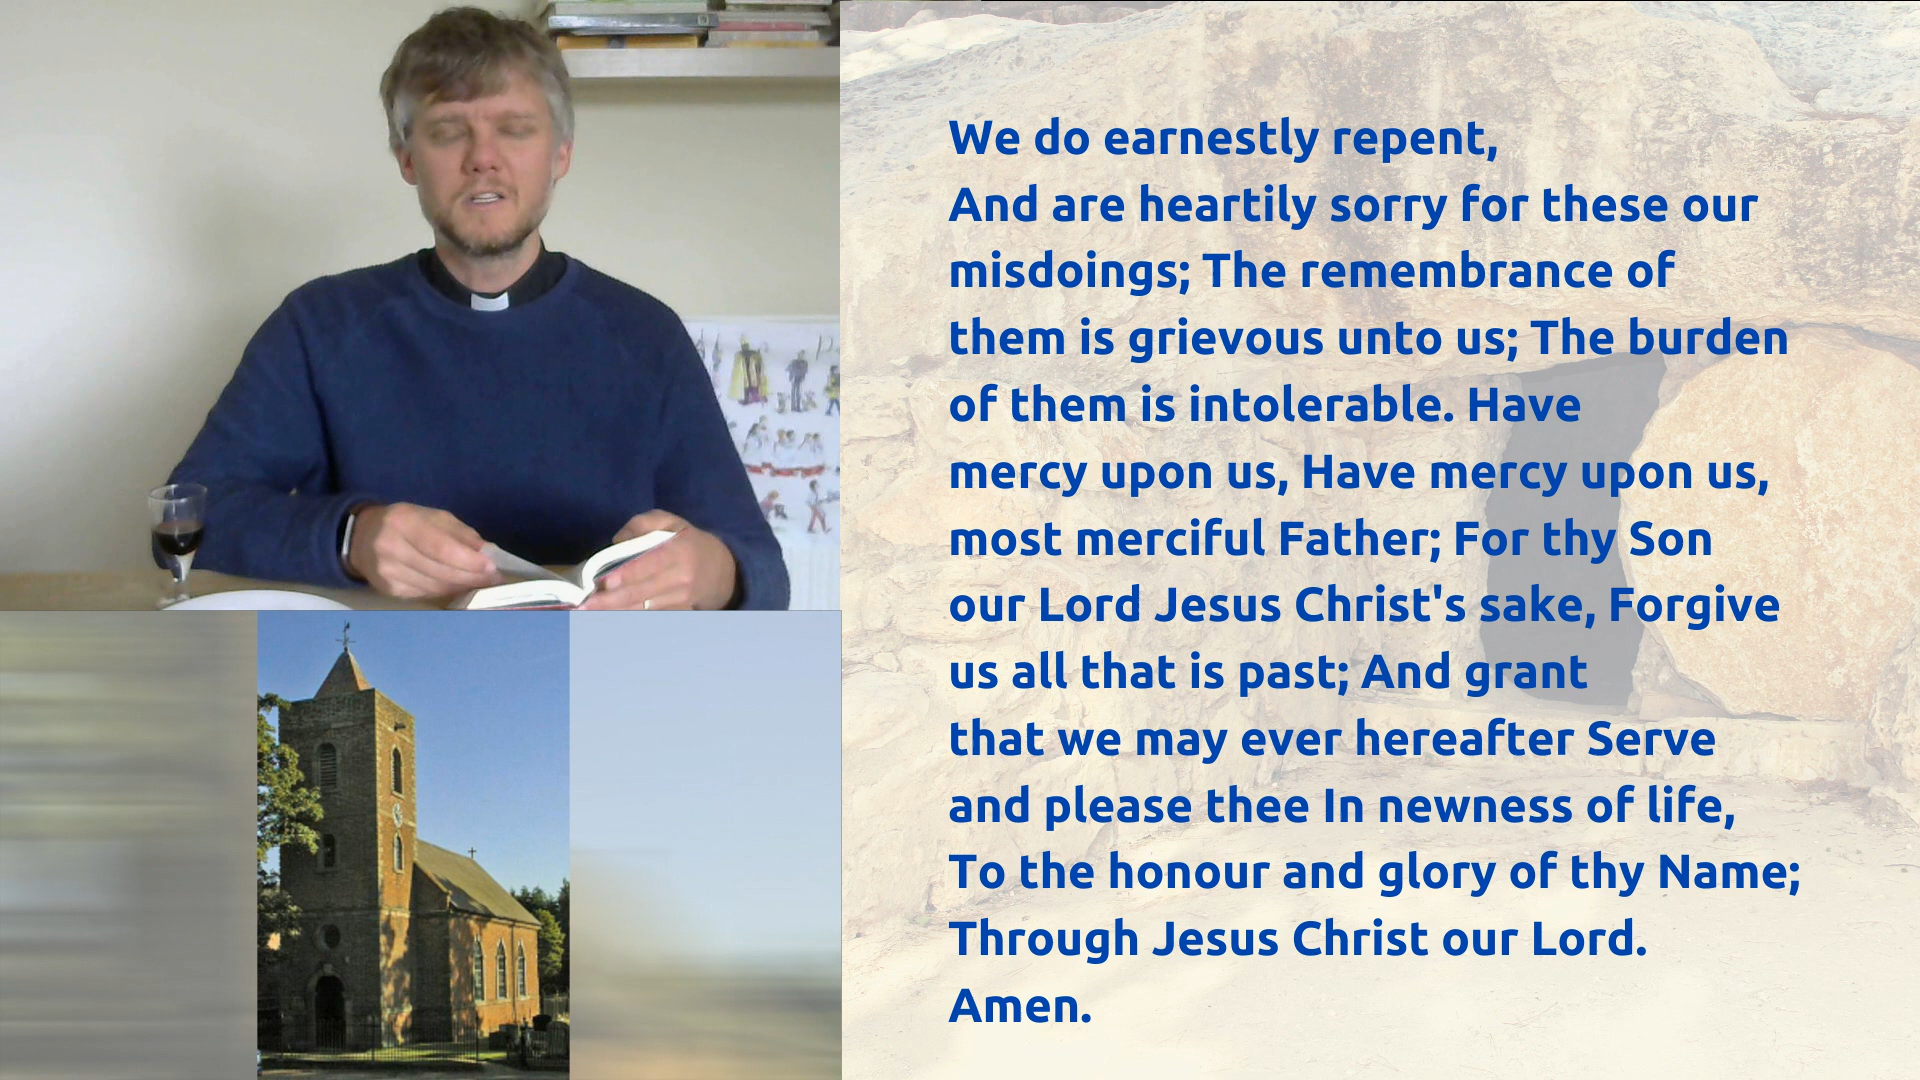 We do earnestly repent,
And are heartily sorry for these our
misdoings; The remembrance of
them is grievous unto us; The burden
of them is intolerable. Have
mercy upon us, Have mercy upon us,
most merciful Father; For thy Son
our Lord Jesus Christ's sake, Forgive
us all that is past; And grant
that we may ever hereafter Serve
and please thee In newness of life,
To the honour and glory of thy Name;
Through Jesus Christ our Lord.
Amen.